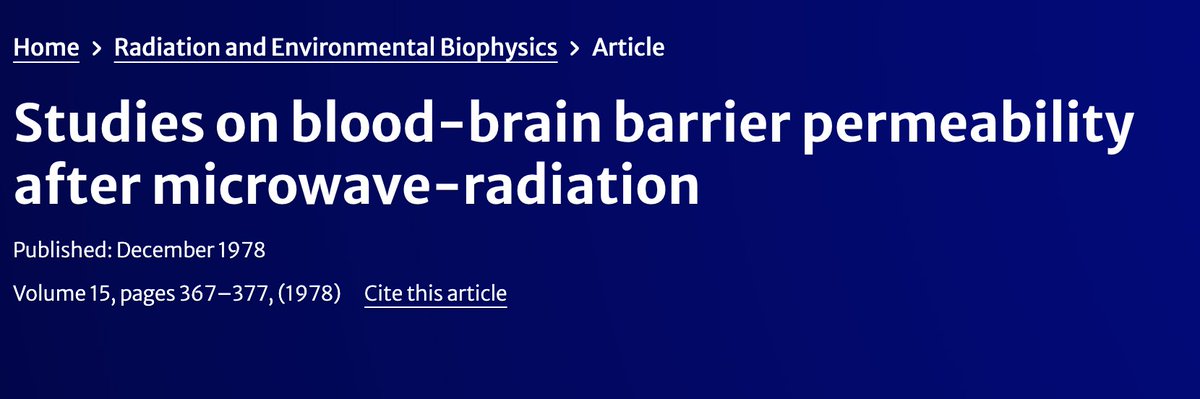 Home > Radiation and Environmental Biophysics > Article
Studies on blood-brain barrier permeability
after microwave-radiation
Published: December 1978
Volume 15, pages 367–377, (1978) Cite this article